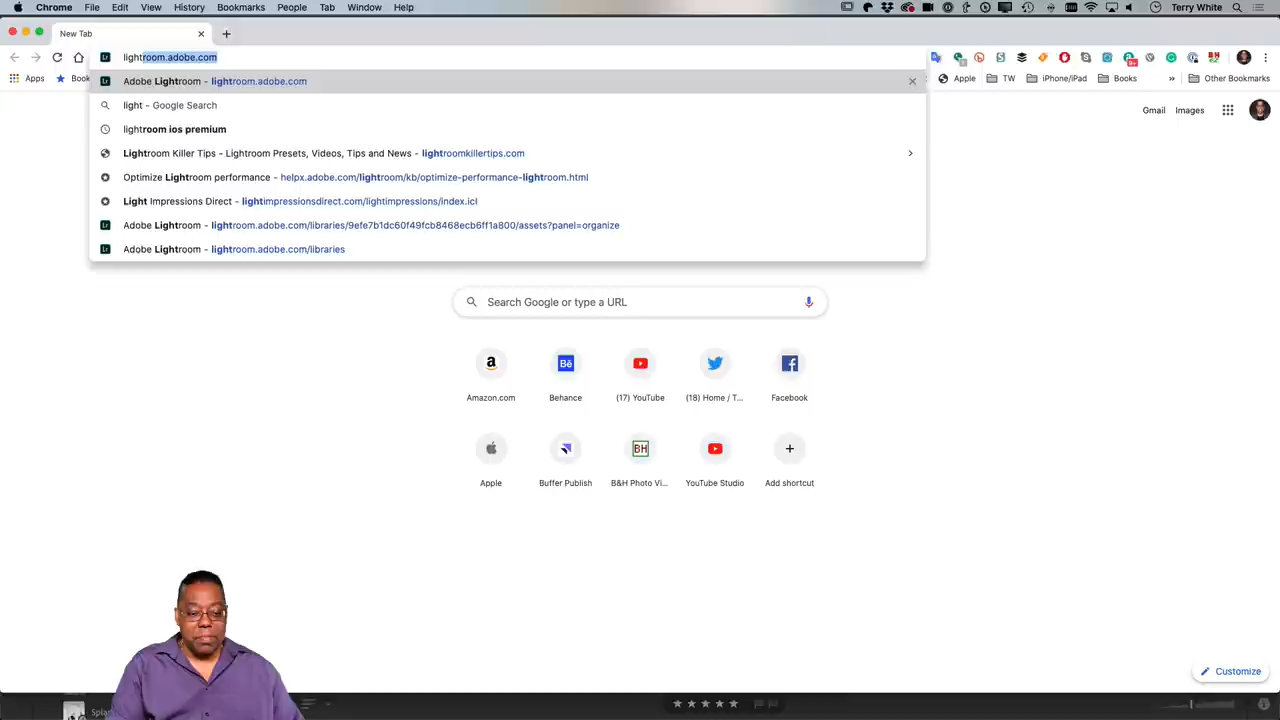 Chrome File Edit View History Bookmarks People Tab Window Help Terry White
New Tab
lightroom.adobe.com
Apps Book Apple TW iPhone/iPad Books » Other Bookmarks
Adobe Lightroom - lightroom.adobe.com
light - Google Search
lightroom ios premium
Lightroom Killer Tips - Lightroom Presets, Videos, Tips and News - lightroomkillertips.com
Optimize Lightroom performance - helpx.adobe.com/lightroom/kb/optimize-performance-lightroom.html
Light Impressions Direct - lightimpressionsdirect.com/lightimpressions/index.icl
Adobe Lightroom - lightroom.adobe.com/libraries/9efe7b1dc60f49fcb8468ecb6ff1a800/assets?panel=organize
Adobe Lightroom - lightroom.adobe.com/libraries
Gmail Images
Search Google or type a URL
Amazon.com Behance (17) YouTube (18) Home / T... Facebook
Apple Buffer Publish B&H Photo Vi... YouTube Studio Add shortcut
Customize
Splas